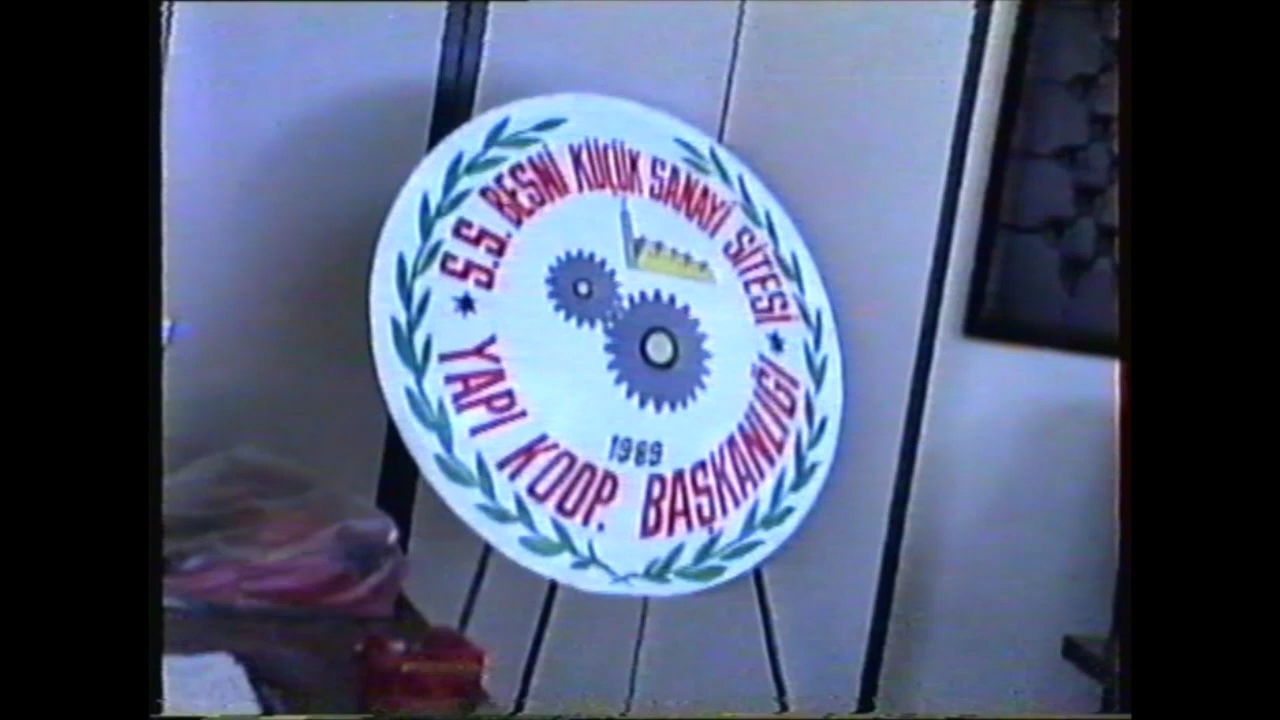 S.S. BESNİ KÜÇÜK SANAYİ SİTESİ
YAPI KOOP. BAŞKANLIĞI
1989